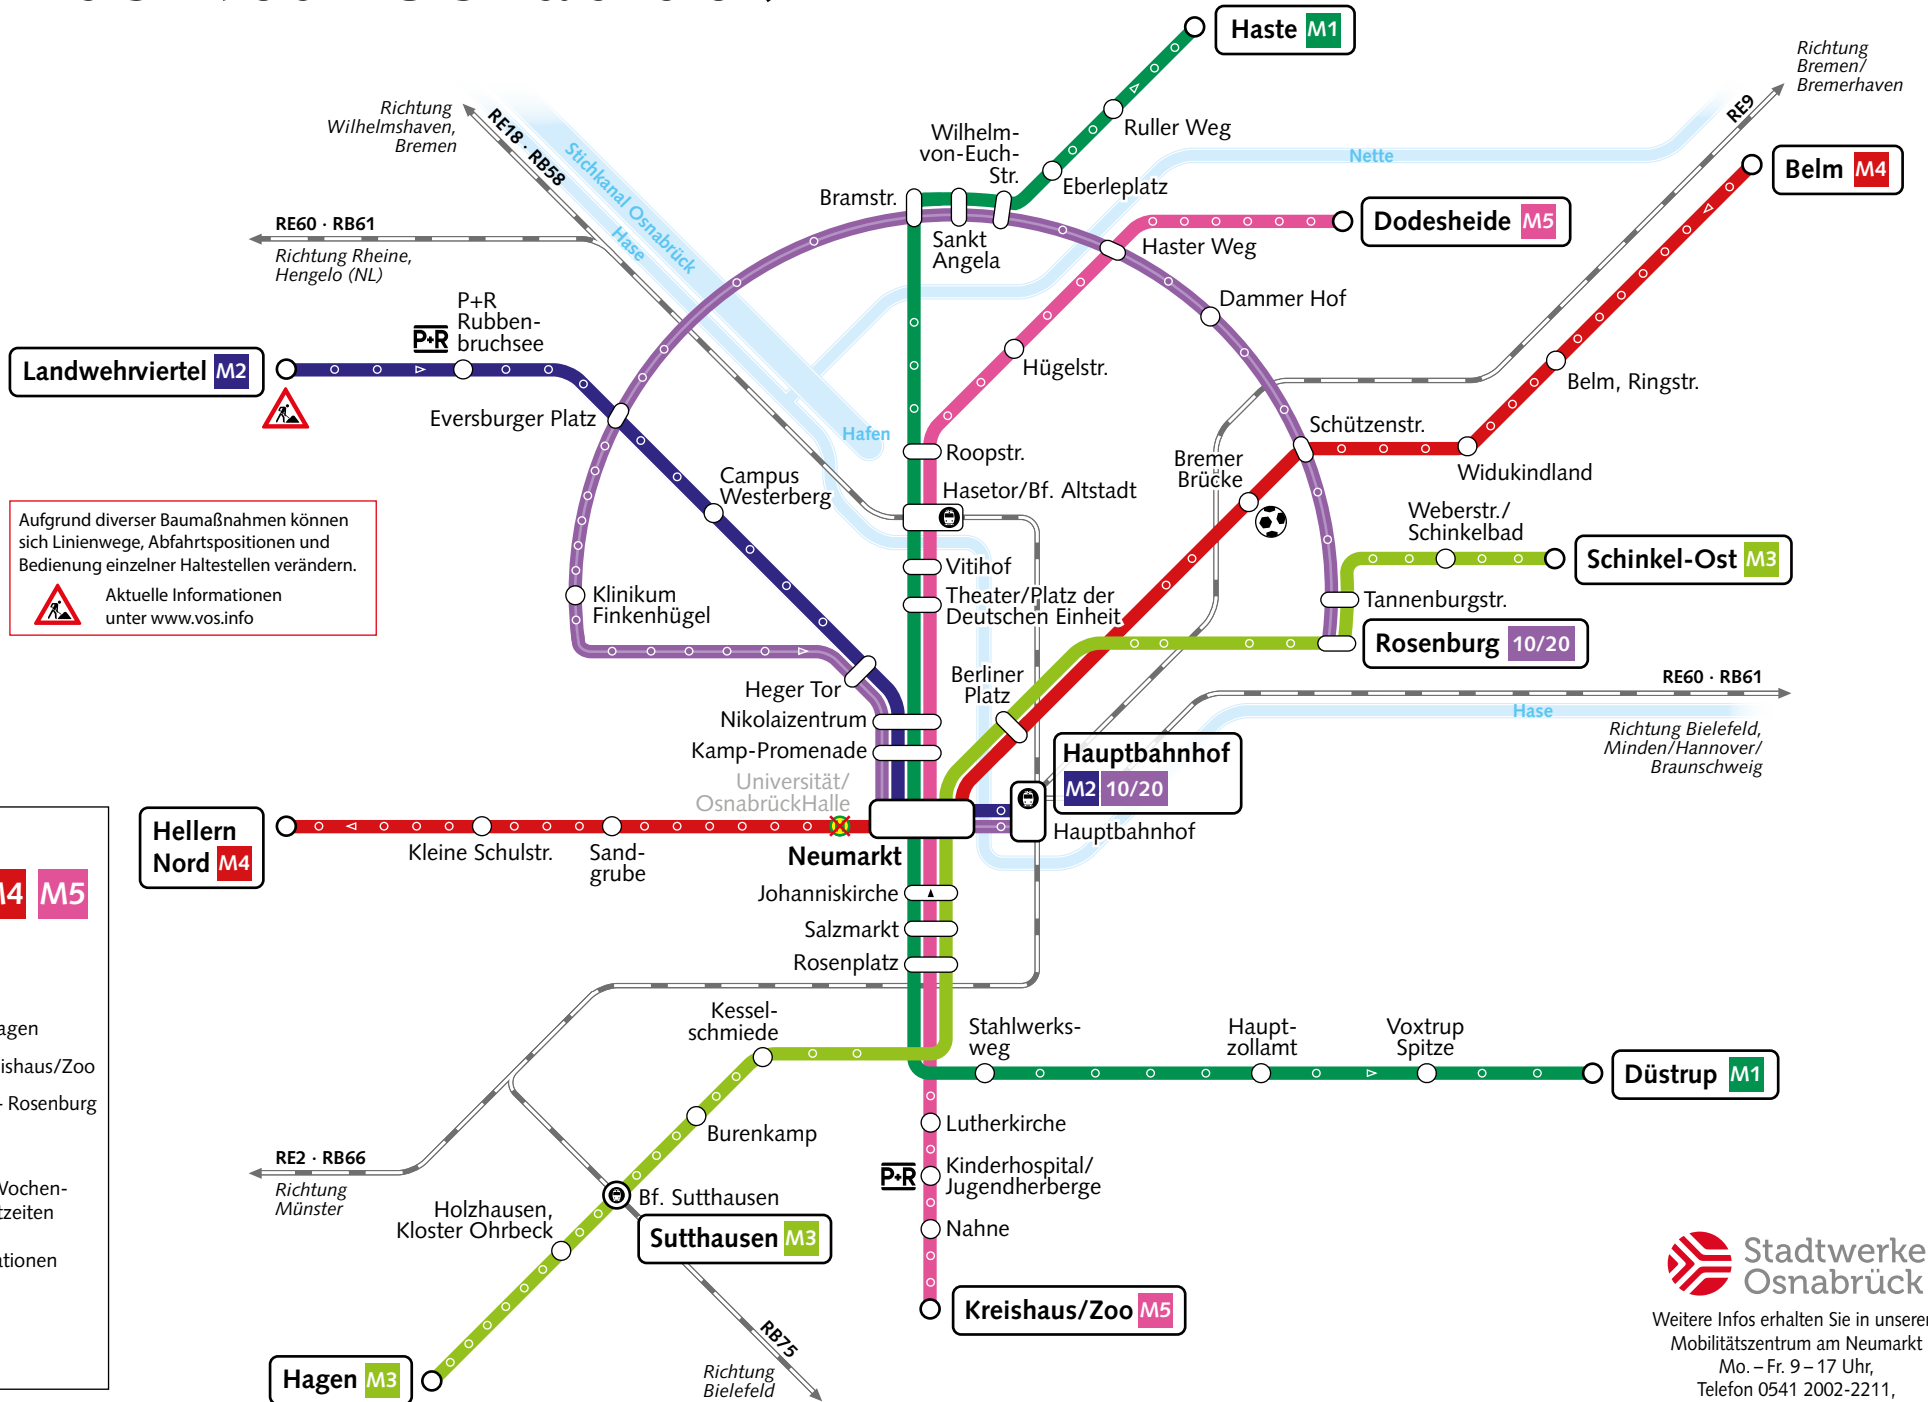 Haste M1
Richtung
Bremen/
Bremerhaven
RE9
Richtung
Wilhelmshaven,
Bremen
RE18 · RB58
Stichkanal Osnabrück
Hase
Wilhelm-
von-Euch-
Str.
Ruller Weg
Eberleplatz
Nette
Belm M4
Bramstr.
Sankt
Angela
Dodesheide M5
Haster Weg
RE60 · RB61
Richtung Rheine,
Hengelo (NL)
Dammer Hof
P+R
P+R
Rubben-
bruchsee
Landwehrviertel M2
Hügelstr.
Belm, Ringstr.
Eversburger Platz
Hafen
Schützenstr.
Roopstr.
Bremer
Brücke
Widukindland
Campus
Westerberg
Hasetor/Bf. Altstadt
Weberstr./
Schinkelbad
Aufgrund diverser Baumaßnahmen können
sich Linienwege, Abfahrtspositionen und
Bedienung einzelner Haltestellen verändern.
Aktuelle Informationen
unter www.vos.info
Schinkel-Ost M3
Vitihof
Klinikum
Finkenhügel
Theater/Platz der
Deutschen Einheit
Tannenburgstr.
Rosenburg 10/20
Heger Tor
Berliner
Platz
RE60 · RB61
Hase
Nikolaizentrum
Richtung Bielefeld,
Minden/Hannover/
Braunschweig
Kamp-Promenade
Hauptbahnhof
M2 10/20
Universität/
OsnabrückHalle
Hauptbahnhof
Hellern
Nord M4
Kleine Schulstr.
Sand-
grube
Neumarkt
Johanniskirche
M4 M5
Salzmarkt
Rosenplatz
Kessel-
schmiede
Stahlwerks-
weg
Haupt-
zollamt
Voxtrup
Spitze
Düstrup M1
agen
ishaus/Zoo
- Rosenburg
Burenkamp
Lutherkirche
RE2 · RB66
Richtung
Münster
P+R
Kinderhospital/
Jugendherberge
Wochen-
tzeiten
ationen
Bf. Sutthausen
Holzhausen,
Kloster Ohrbeck
Sutthausen M3
Nahne
Kreishaus/Zoo M5
RB75
Richtung
Bielefeld
Hagen M3
Stadtwerke
Osnabrück
Weitere Infos erhalten Sie in unserem
Mobilitätszentrum am Neumarkt
Mo. – Fr. 9 – 17 Uhr,
Telefon 0541 2002-2211,